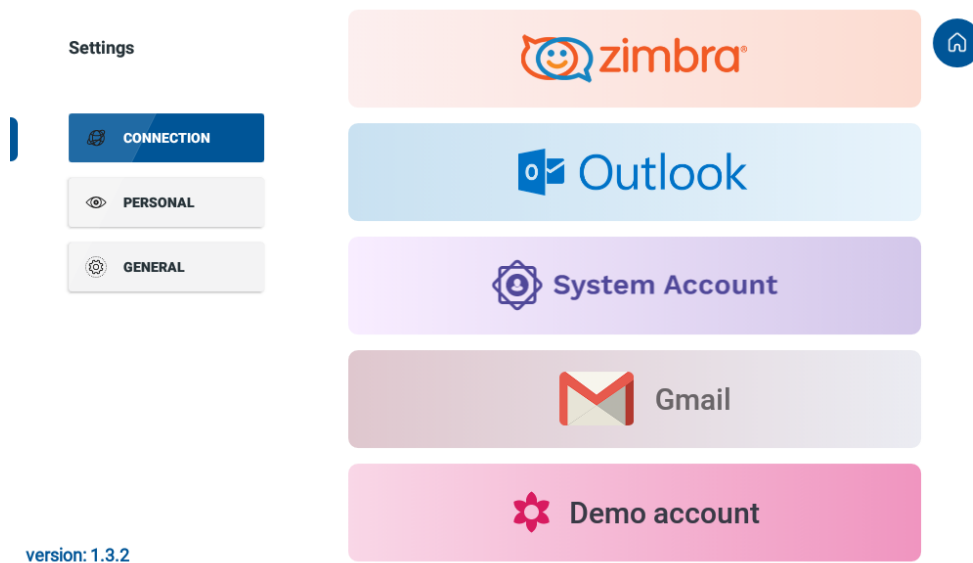 Settings
CONNECTION
PERSONAL
GENERAL
version: 1.3.2
zimbra®
Outlook
System Account
Gmail
Demo account